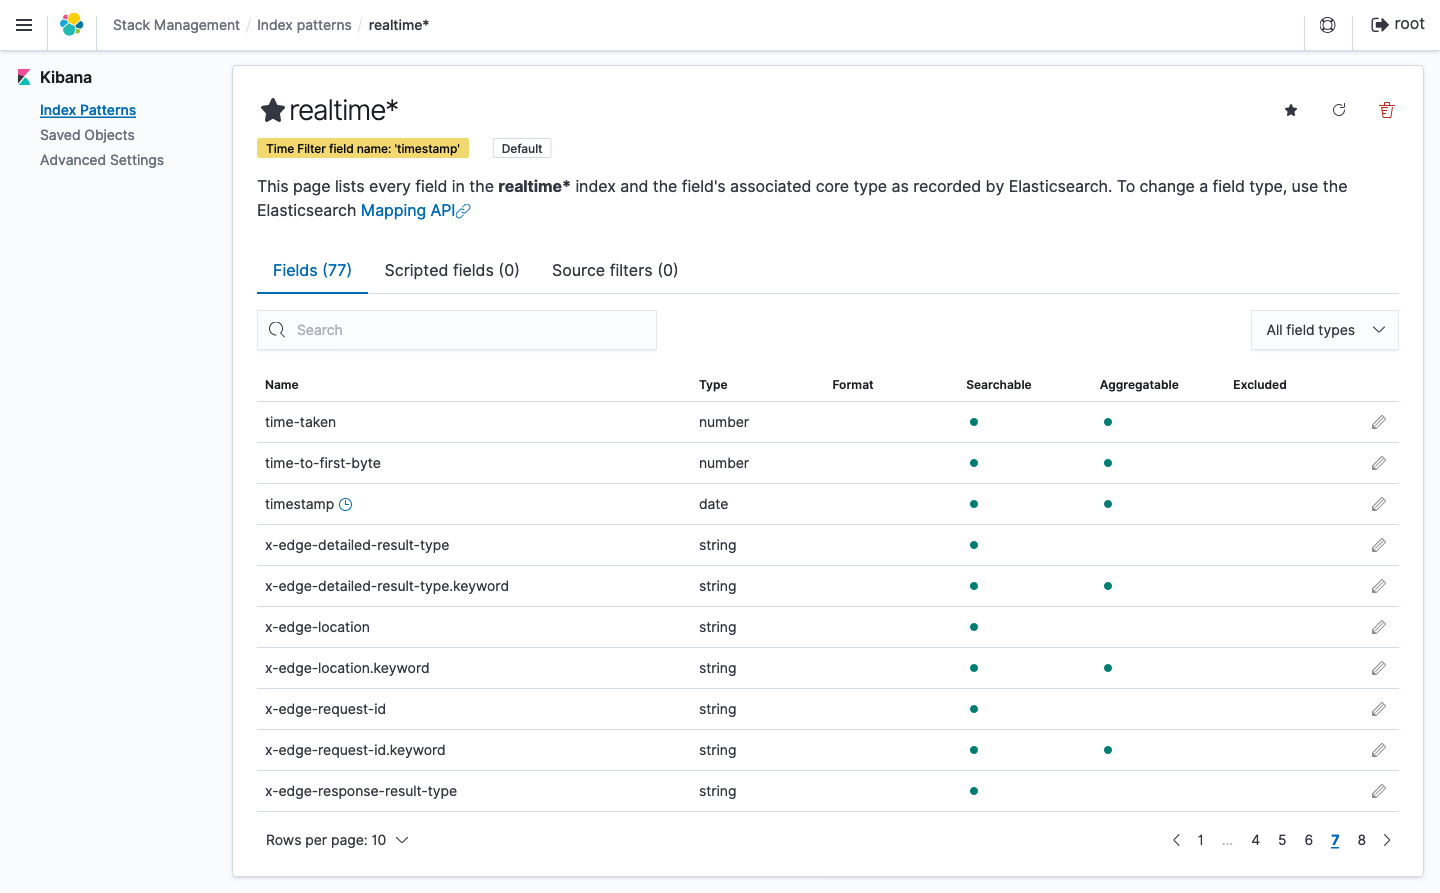 Stack Management / Index patterns / realtime*
root
Kibana
Index Patterns
Saved Objects
Advanced Settings
realtime*
Time Filter field name: 'timestamp' Default
This page lists every field in the realtime* index and the field's associated core type as recorded by Elasticsearch. To change a field type, use the
Elasticsearch Mapping API
Fields (77) Scripted fields (0) Source filters (0)
Search
All field types
Name Type Format Searchable Aggregatable Excluded
time-taken number
time-to-first-byte number
timestamp date
x-edge-detailed-result-type string
x-edge-detailed-result-type.keyword string
x-edge-location string
x-edge-location.keyword string
x-edge-request-id string
x-edge-request-id.keyword string
x-edge-response-result-type string
Rows per page: 10
1 ... 4 5 6 7 8